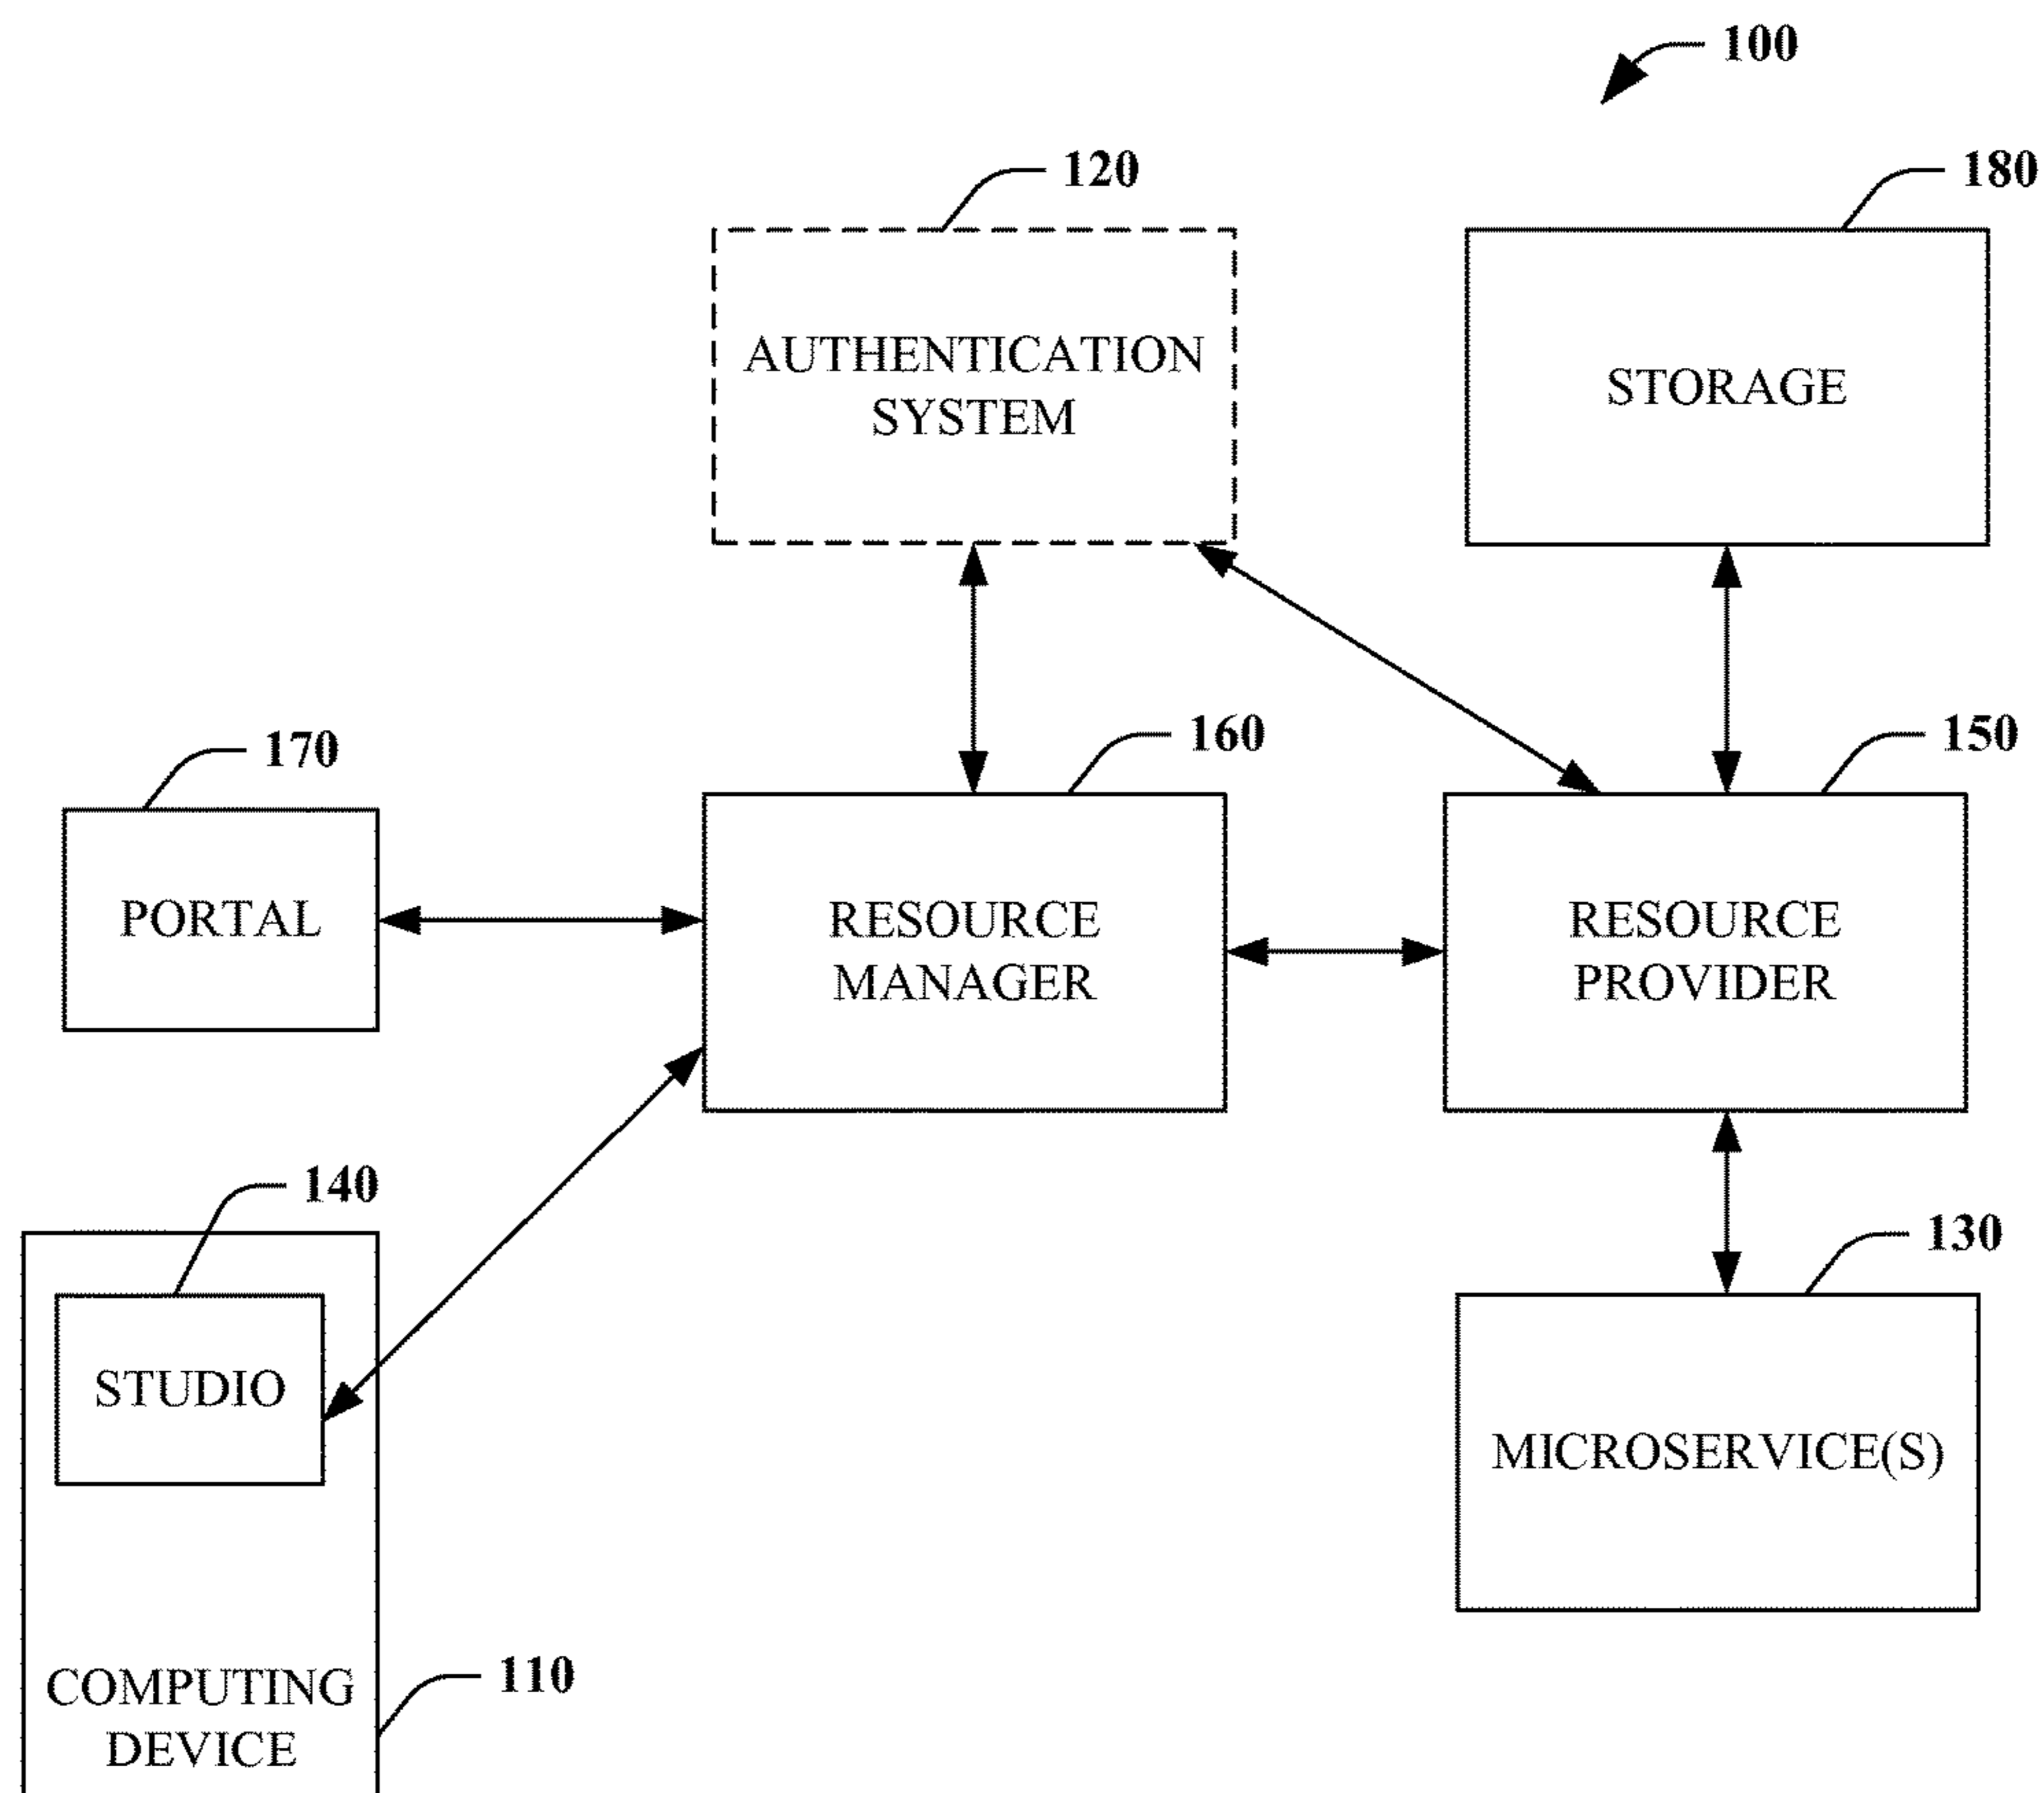 100
120
180
AUTHENTICATION
SYSTEM
STORAGE
170
160
150
PORTAL
RESOURCE
MANAGER
RESOURCE
PROVIDER
140
130
STUDIO
MICROSERVICE(S)
110
COMPUTING
DEVICE